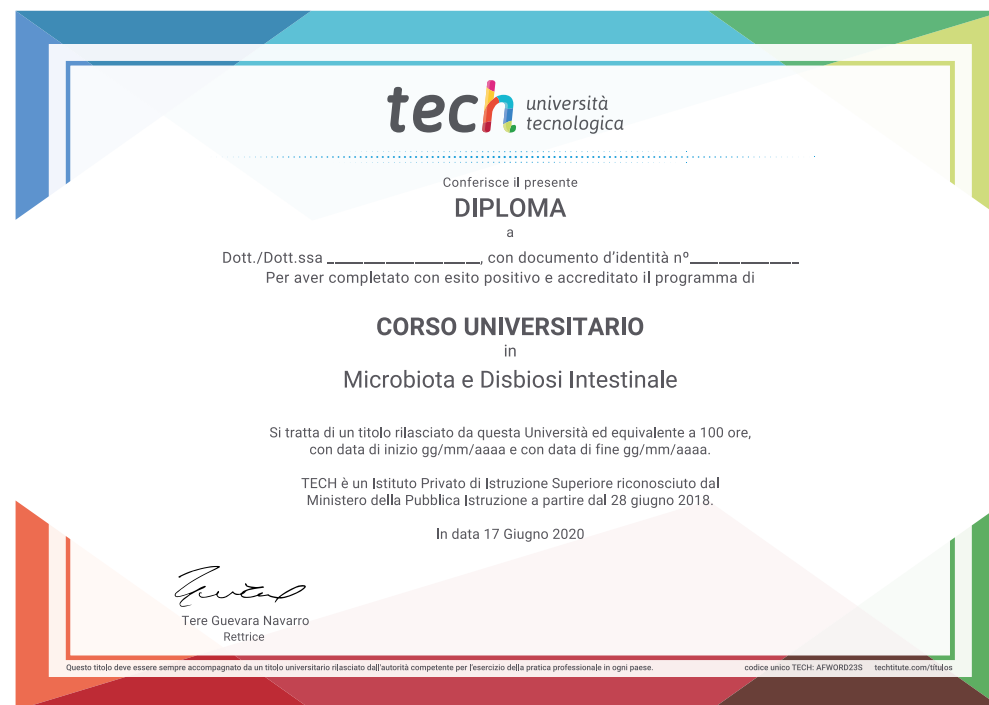 tech università
tecnologica
Conferisce il presente
DIPLOMA
a
Dott./Dott.ssa ____________________, con documento d'identità nº______________
Per aver completato con esito positivo e accreditato il programma di
CORSO UNIVERSITARIO
in
Microbiota e Disbiosi Intestinale
Si tratta di un titolo rilasciato da questa Università ed equivalente a 100 ore,
con data di inizio gg/mm/aaaa e con data di fine gg/mm/aaaa.
TECH è un Istituto Privato di Istruzione Superiore riconosciuto dal
Ministero della Pubblica Istruzione a partire dal 28 giugno 2018.
In data 17 Giugno 2020
Tere Guevara Navarro
Rettrice
Questo titolo deve essere sempre accompagnato da un titolo universitario rilasciato dall'autorità competente per l'esercizio della pratica professionale in ogni paese. codice unico TECH: AFWORD23S techtitute.com/títulos